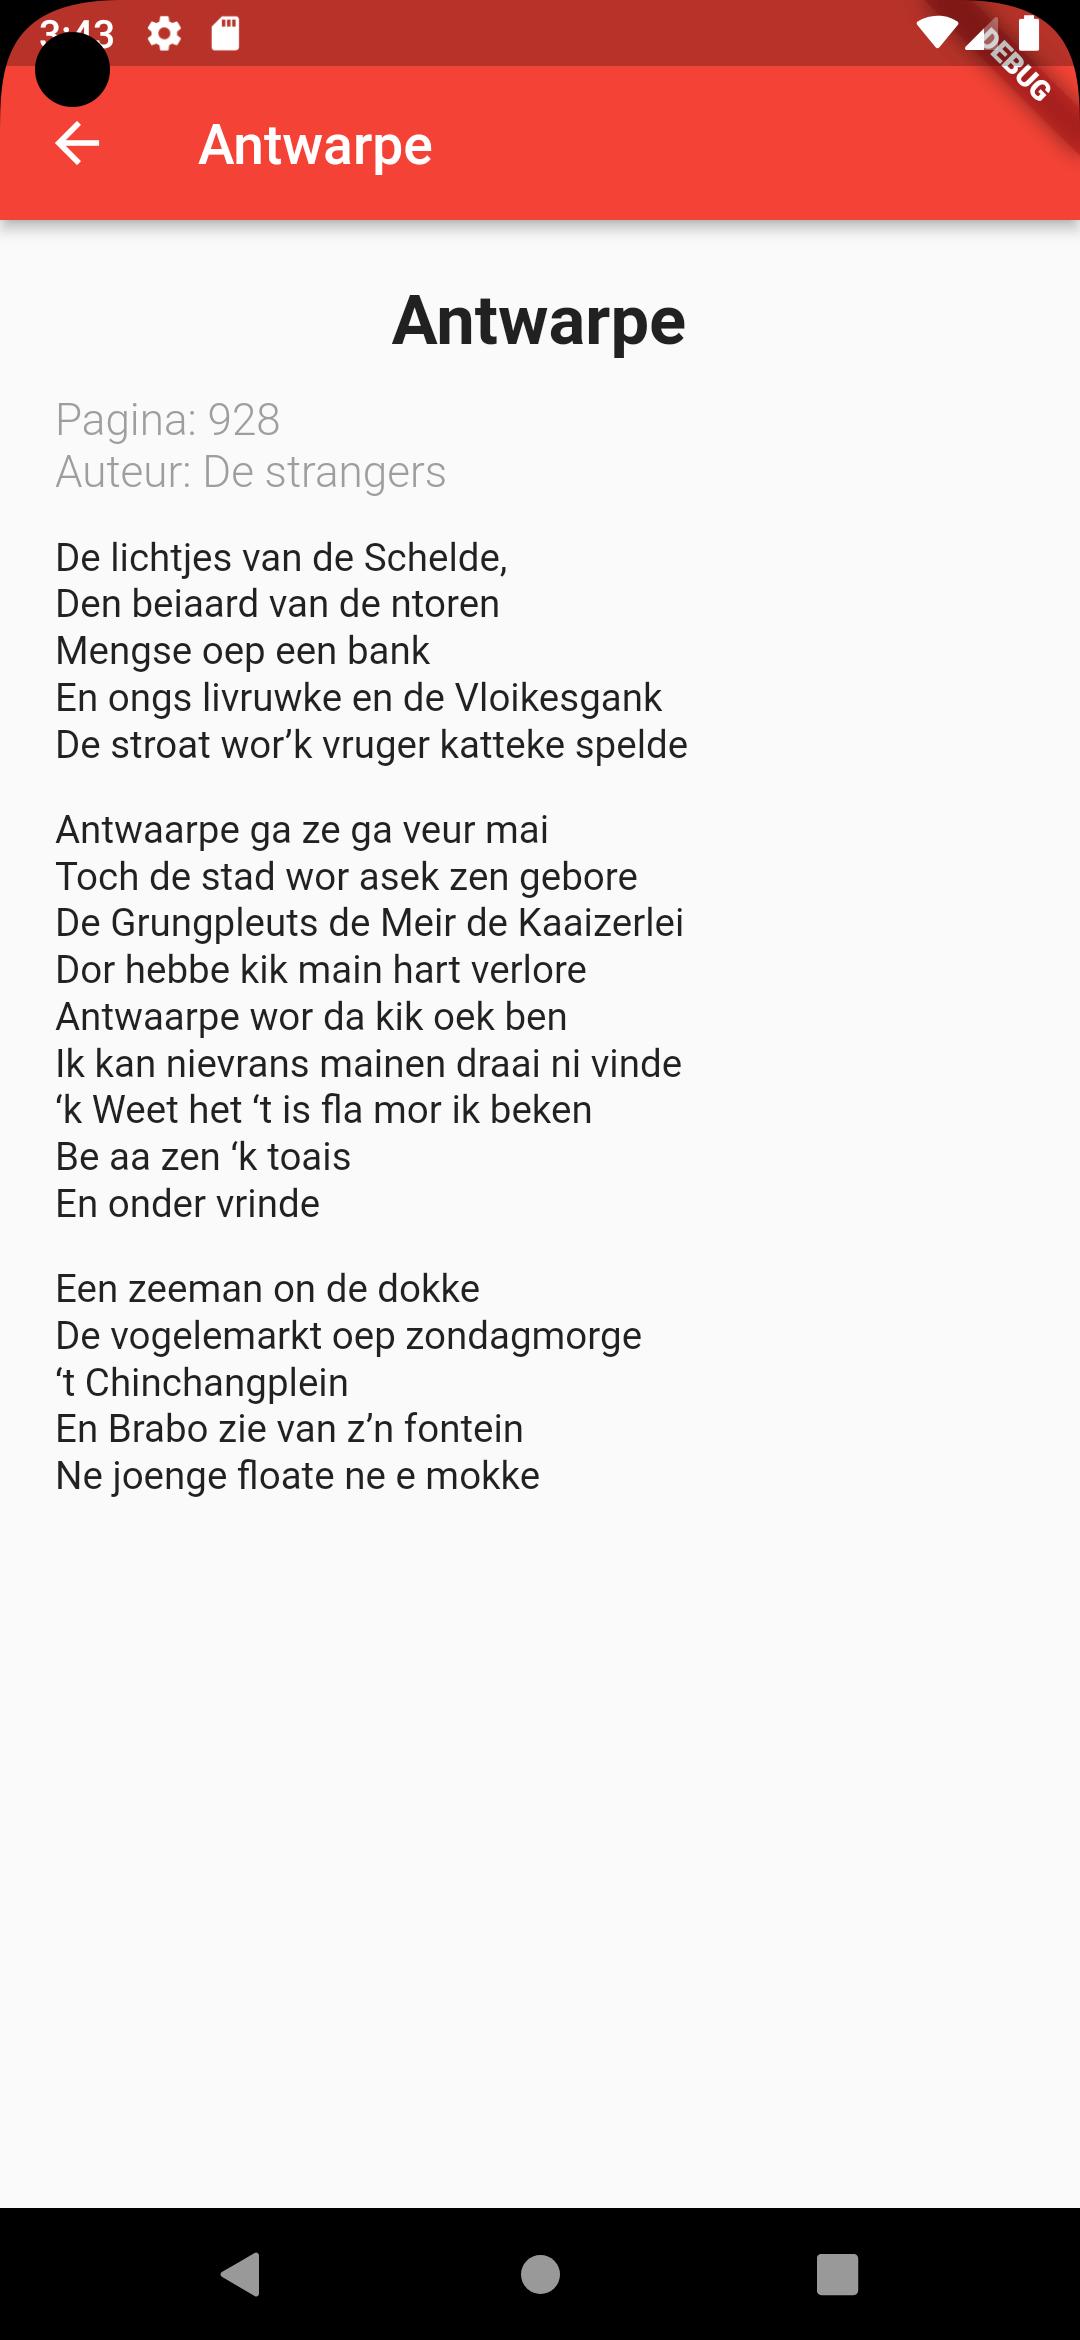 3:43
DEBUG
Antwarpe
Antwarpe
Pagina: 928
Auteur: De strangers
De lichtjes van de Schelde,
Den beiaard van de ntoren
Mengse oep een bank
En ongs livruwke en de Vloikesgank
De stroat wor’k vruger katteke spelde
Antwaarpe ga ze ga veur mai
Toch de stad wor asek zen gebore
De Grungpleuts de Meir de Kaaizerlei
Dor hebbe kik main hart verlore
Antwaarpe wor da kik oek ben
Ik kan nievrans mainen draai ni vinde
‘k Weet het ‘t is fla mor ik beken
Be aa zen ‘k toais
En onder vrinde
Een zeeman on de dokke
De vogelemarkt oep zondagmorge
‘t Chinchangplein
En Brabo zie van z’n fontein
Ne joenge floate ne e mokke